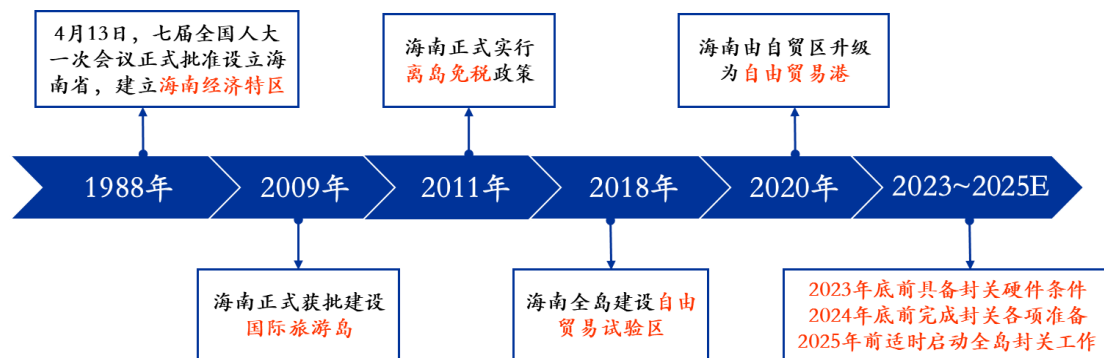 4月13日，七届全国人大
一次会议正式批准设立海
南省，建立海南经济特区
海南正式实行
离岛免税政策
海南由自贸区升级
为自由贸易港
1988年
2009年
2011年
2018年
2020年
2023~2025E
海南正式获批建设
国际旅游岛
海南全岛建设自由
贸易试验区
2023年底前具备封关硬件条件
2024年底前完成封关各项准备
2025年前适时启动全岛封关工作